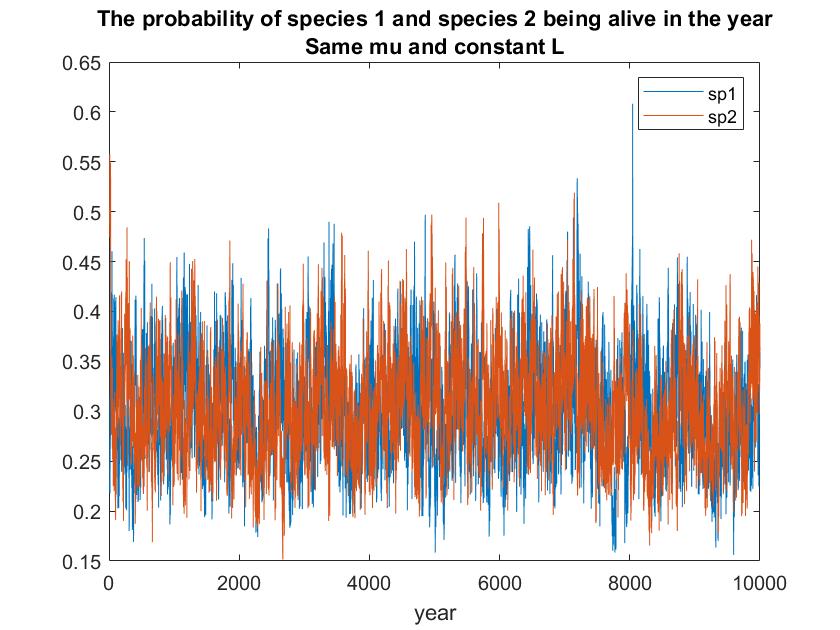 The probability of species 1 and species 2 being alive in the year
Same mu and constant L
0.65
0.6
0.55
0.5
0.45
0.4
0.35
0.3
0.25
0.2
0.15
sp1
sp2
0 2000 4000 6000 8000 10000
year